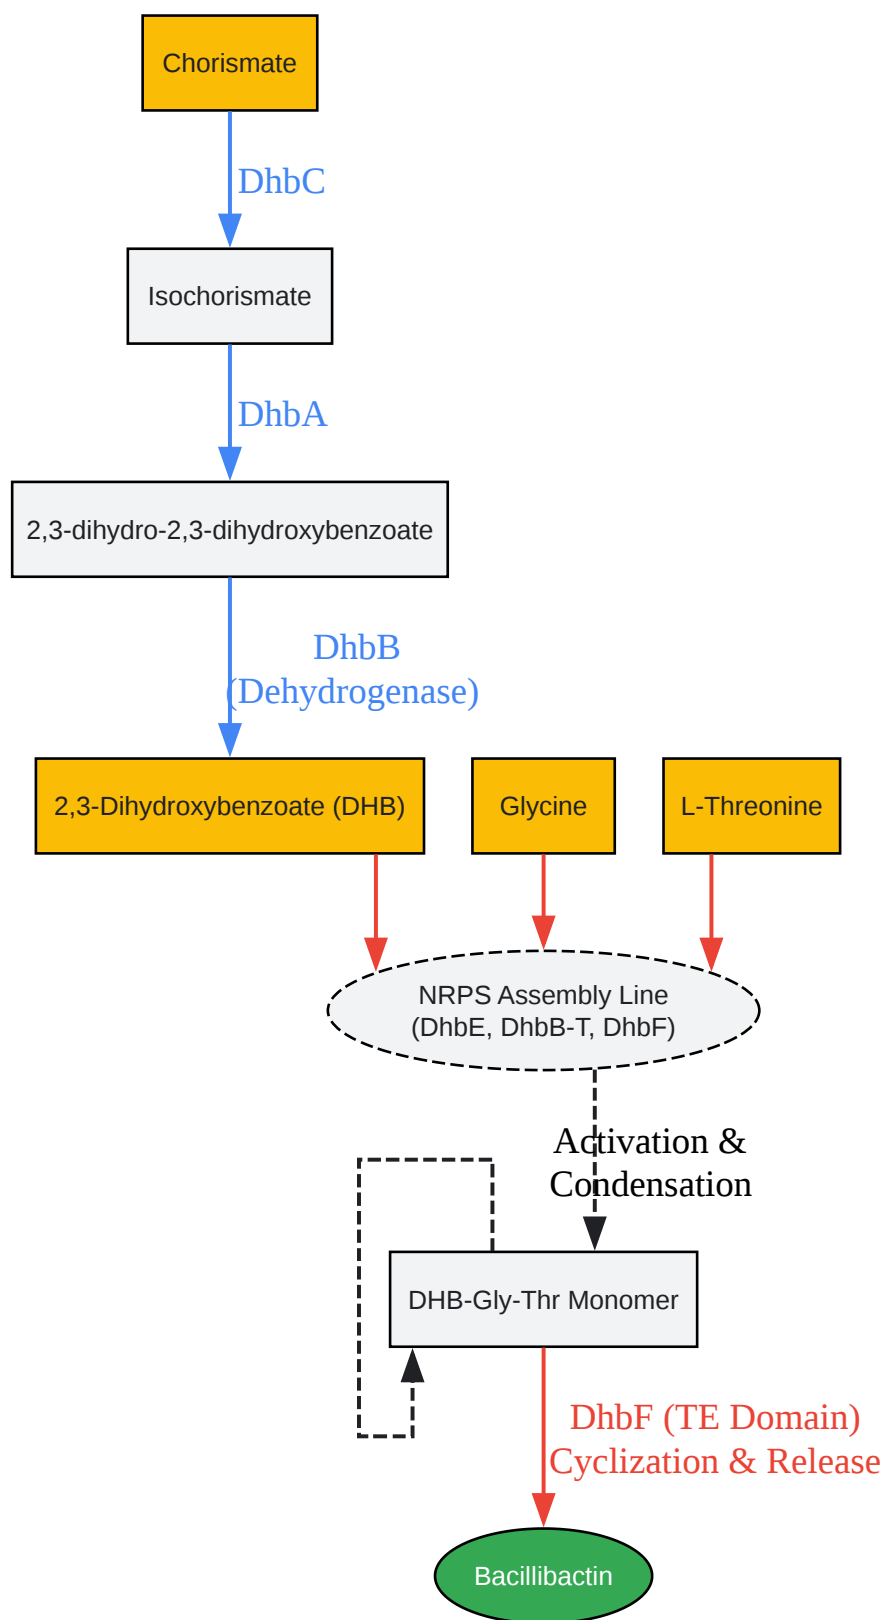 Chorismate
DhbC
Isochorismate
DhbA
2,3-dihydro-2,3-dihydroxybenzoate
DhbB
(Dehydrogenase)
2,3-Dihydroxybenzoate (DHB)
Glycine
L-Threonine
NRPS Assembly Line
(DhbE, DhbB-T, DhbF)
Activation &
Condensation
DHB-Gly-Thr Monomer
DhbF (TE Domain)
Cyclization & Release
Bacillibactin